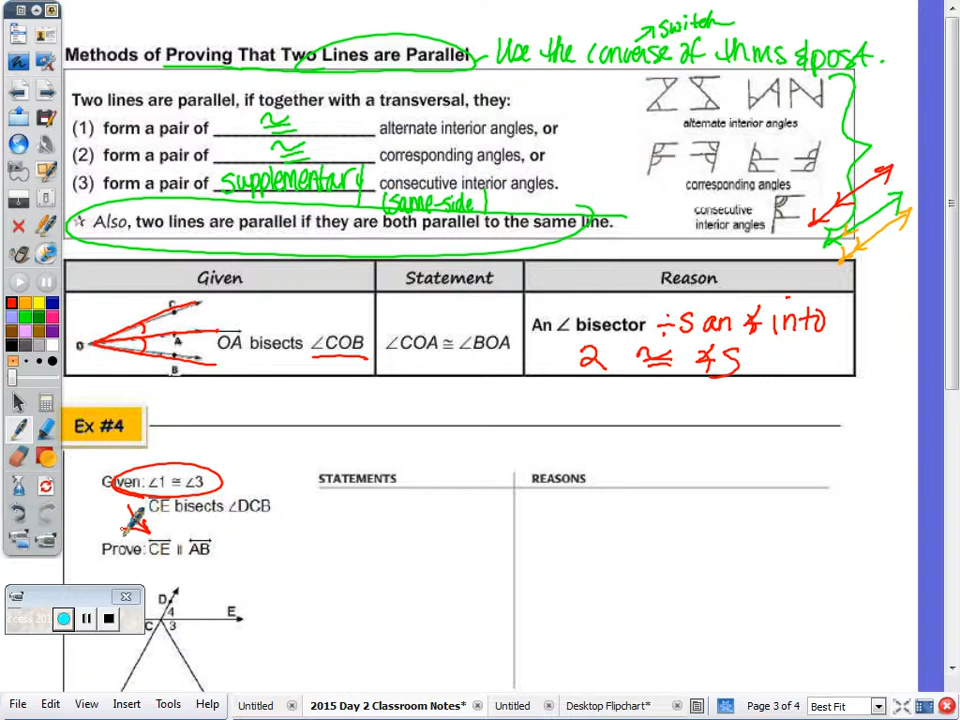 Methods of Proving That Two Lines are Parallel
switch
Use the converse of thms & post.
Two lines are parallel, if together with a transversal, they:
(1) form a pair of ≅ alternate interior angles, or
(2) form a pair of ≅ corresponding angles, or
(3) form a pair of supplementary consecutive interior angles.
(same-side)
☆ Also, two lines are parallel if they are both parallel to the same line.
alternate interior angles
corresponding angles
consecutive
interior angles
Given Statement Reason
C
O
A
B
OA bisects ∠COB
∠COA ≅ ∠BOA
An ∠ bisector ÷s an ∡ into
2 ≅ ∡s
Ex #4
Given: ∠1 ≅ ∠3
CE bisects ∠DCB
Prove: CE ∥ AB
STATEMENTS REASONS
D
4
E
C
3
File Edit View Insert Tools Help
Untitled
2015 Day 2 Classroom Notes*
Untitled
Desktop Flipchart*
Page 3 of 4
Best Fit